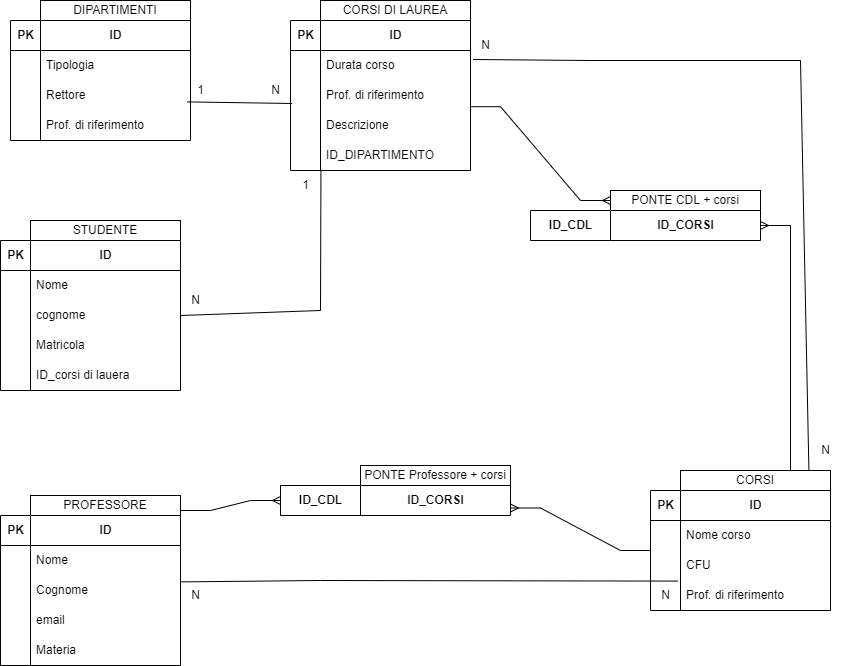 DIPARTIMENTI
PK ID
Tipologia
Rettore
Prof. di riferimento
1
N
CORSI DI LAUREA
PK ID
Durata corso
Prof. di riferimento
Descrizione
ID_DIPARTIMENTO
N
1
PONTE CDL + corsi
ID_CDL ID_CORSI
STUDENTE
PK ID
Nome
cognome
Matricola
ID_corsi di lauera
N
N
PONTE Professore + corsi
ID_CDL ID_CORSI
PROFESSORE
PK ID
Nome
Cognome
email
Materia
N
CORSI
PK ID
Nome corso
CFU
N Prof. di riferimento